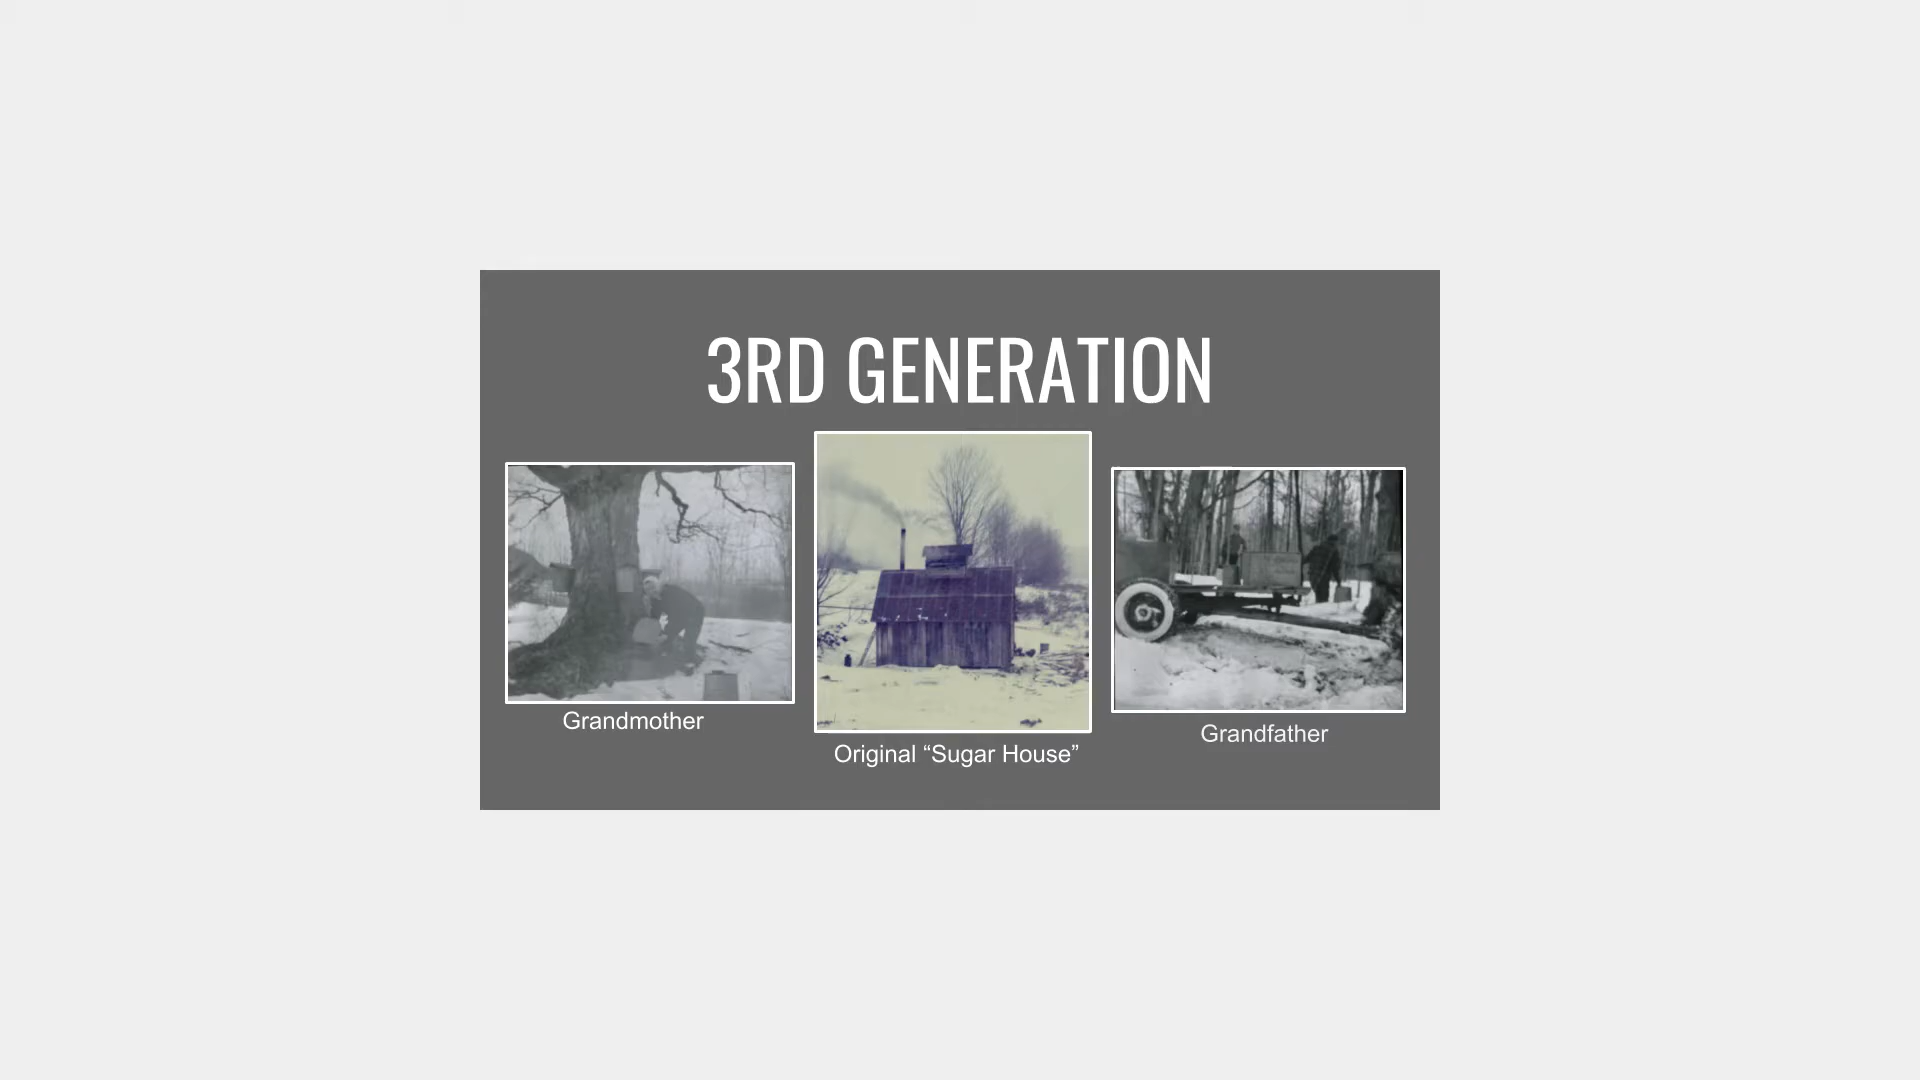 3RD GENERATION
Grandmother
Original “Sugar House”
Grandfather